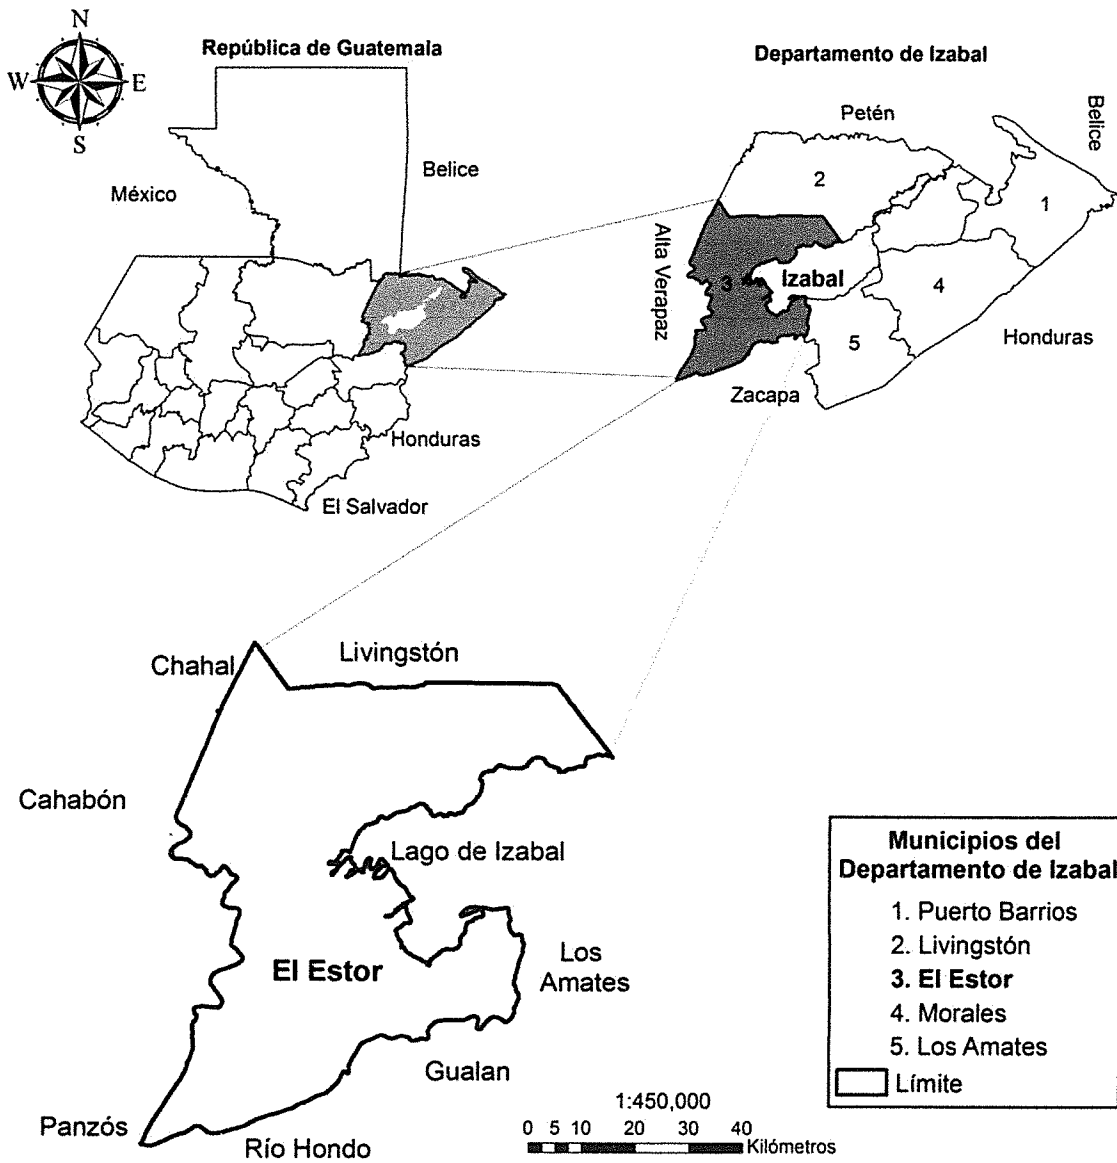 N
W
E
S
República de Guatemala
México
Belice
Honduras
El Salvador
Departamento de Izabal
Petén
Belice
2
1
Alta Verapaz
3
Izabal
4
5
Honduras
Zacapa
Chahal
Livingstón
Cahabón
Lago de Izabal
El Estor
Los
Amates
Gualan
Panzós
Río Hondo
Municipios del
Departamento de Izabal
1. Puerto Barrios
2. Livingstón
3. El Estor
4. Morales
5. Los Amates
Límite
1:450,000
0 5 10 20 30 40
Kilómetros